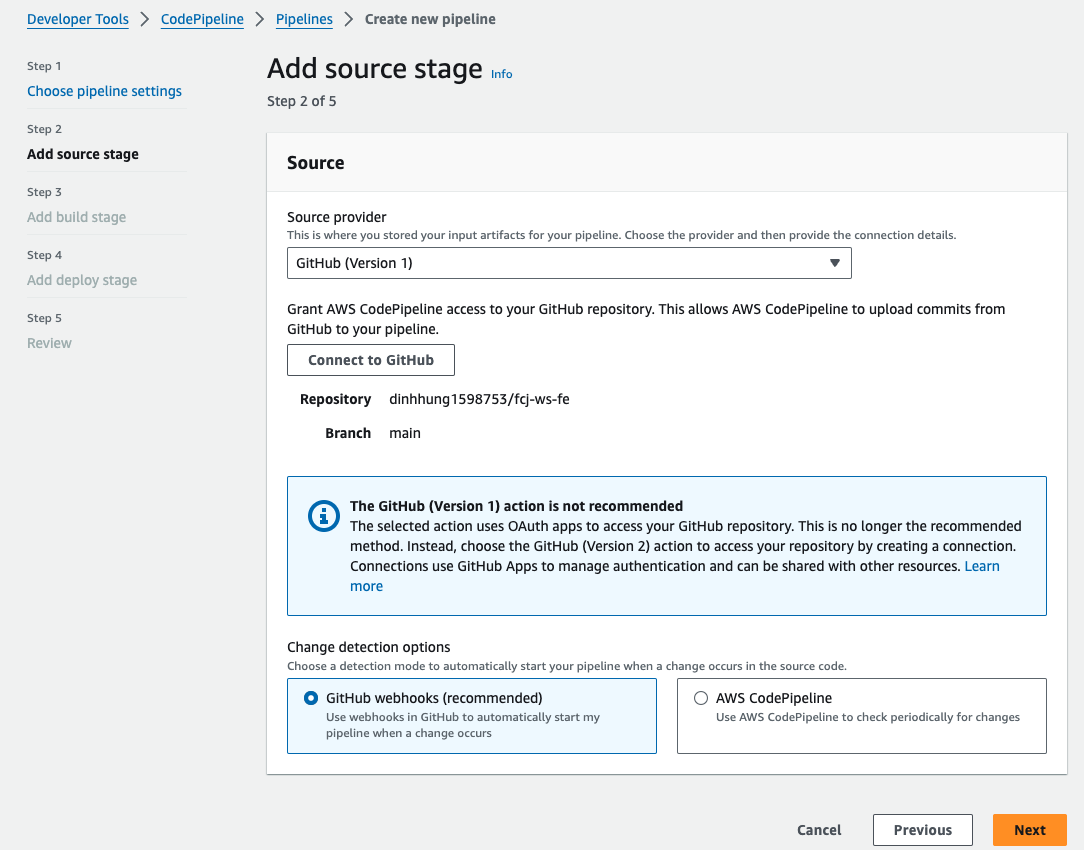 Developer Tools > CodePipeline > Pipelines > Create new pipeline
Step 1
Choose pipeline settings
Step 2
Add source stage
Step 3
Add build stage
Step 4
Add deploy stage
Step 5
Review
Add source stage Info
Step 2 of 5
Source
Source provider
This is where you stored your input artifacts for your pipeline. Choose the provider and then provide the connection details.
GitHub (Version 1)
Grant AWS CodePipeline access to your GitHub repository. This allows AWS CodePipeline to upload commits from
GitHub to your pipeline.
Connect to GitHub
Repository dinhhung1598753/fcj-ws-fe
Branch main
The GitHub (Version 1) action is not recommended
The selected action uses OAuth apps to access your GitHub repository. This is no longer the recommended
method. Instead, choose the GitHub (Version 2) action to access your repository by creating a connection.
Connections use GitHub Apps to manage authentication and can be shared with other resources. Learn
more
Change detection options
Choose a detection mode to automatically start your pipeline when a change occurs in the source code.
GitHub webhooks (recommended)
Use webhooks in GitHub to automatically start my
pipeline when a change occurs
AWS CodePipeline
Use AWS CodePipeline to check periodically for changes
Cancel Previous Next